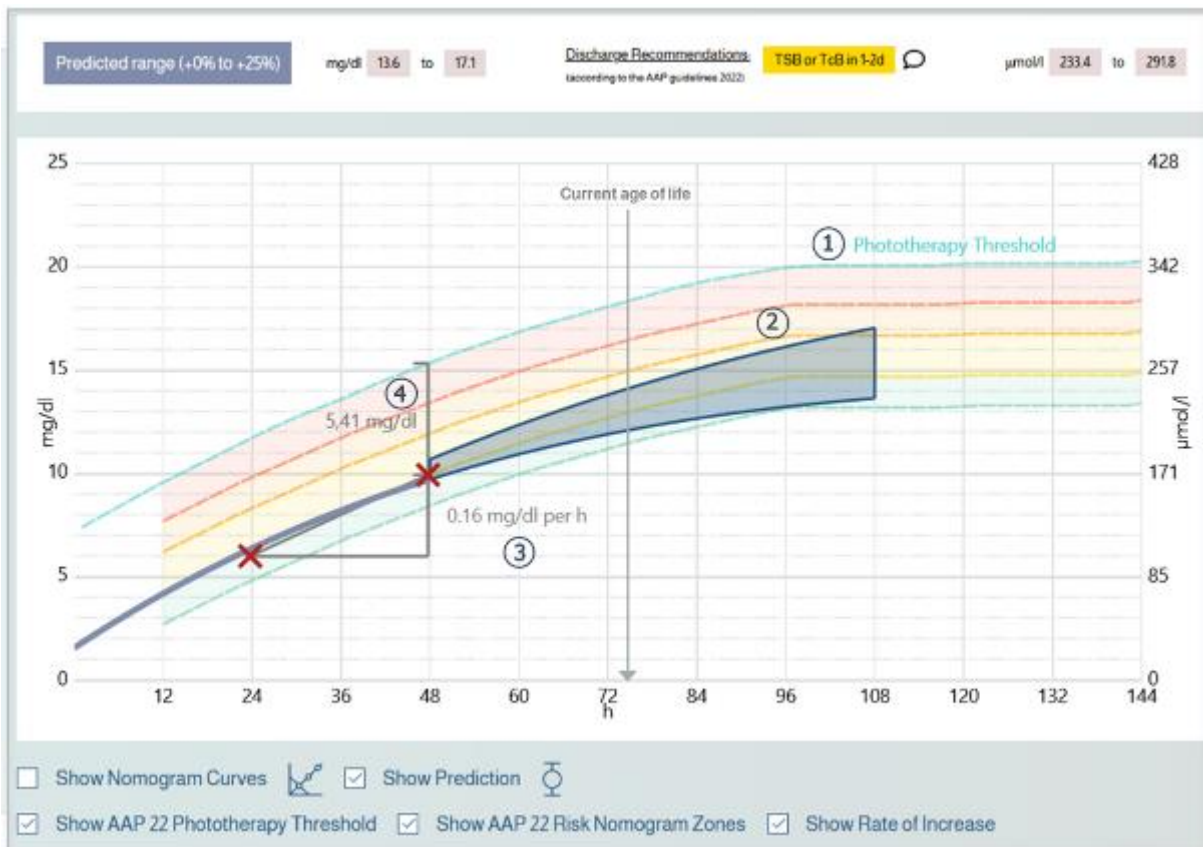 Predicted range (+0% to +25%) mg/dl 13.6 to 17.1 Discharge Recommendations: TSB or TcB in 1-2d µmol/l 233.4 to 291.8
(according to the AAP guidelines 2022)
25 428
Current age of life
1 Phototherapy Threshold
20 342
2
15 257
4
5,41 mg/dl
mg/dl µmol/l
10 171
0.16 mg/dl per h
3
5 85
0 0
12 24 36 48 60 72 84 96 108 120 132 144
h
Show Nomogram Curves Show Prediction
Show AAP 22 Phototherapy Threshold Show AAP 22 Risk Nomogram Zones Show Rate of Increase